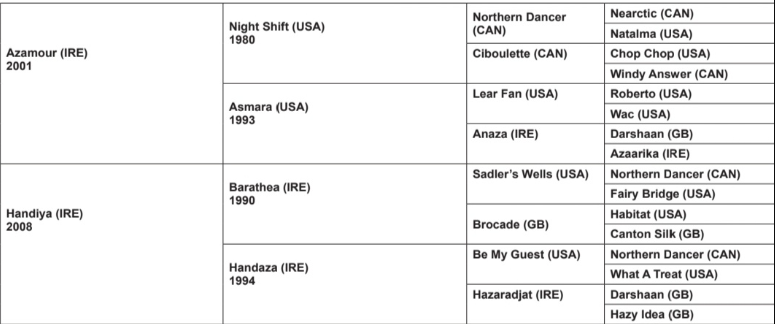 Azamour (IRE)
2001
Night Shift (USA)
1980
Northern Dancer
(CAN)
Nearctic (CAN)
Natalma (USA)
Ciboulette (CAN)
Chop Chop (USA)
Windy Answer (CAN)
Asmara (USA)
1993
Lear Fan (USA)
Roberto (USA)
Wac (USA)
Anaza (IRE)
Darshaan (GB)
Azaarika (IRE)
Handiya (IRE)
2008
Barathea (IRE)
1990
Sadler's Wells (USA)
Northern Dancer (CAN)
Fairy Bridge (USA)
Brocade (GB)
Habitat (USA)
Canton Silk (GB)
Handaza (IRE)
1994
Be My Guest (USA)
Northern Dancer (CAN)
What A Treat (USA)
Hazaradjat (IRE)
Darshaan (GB)
Hazy Idea (GB)